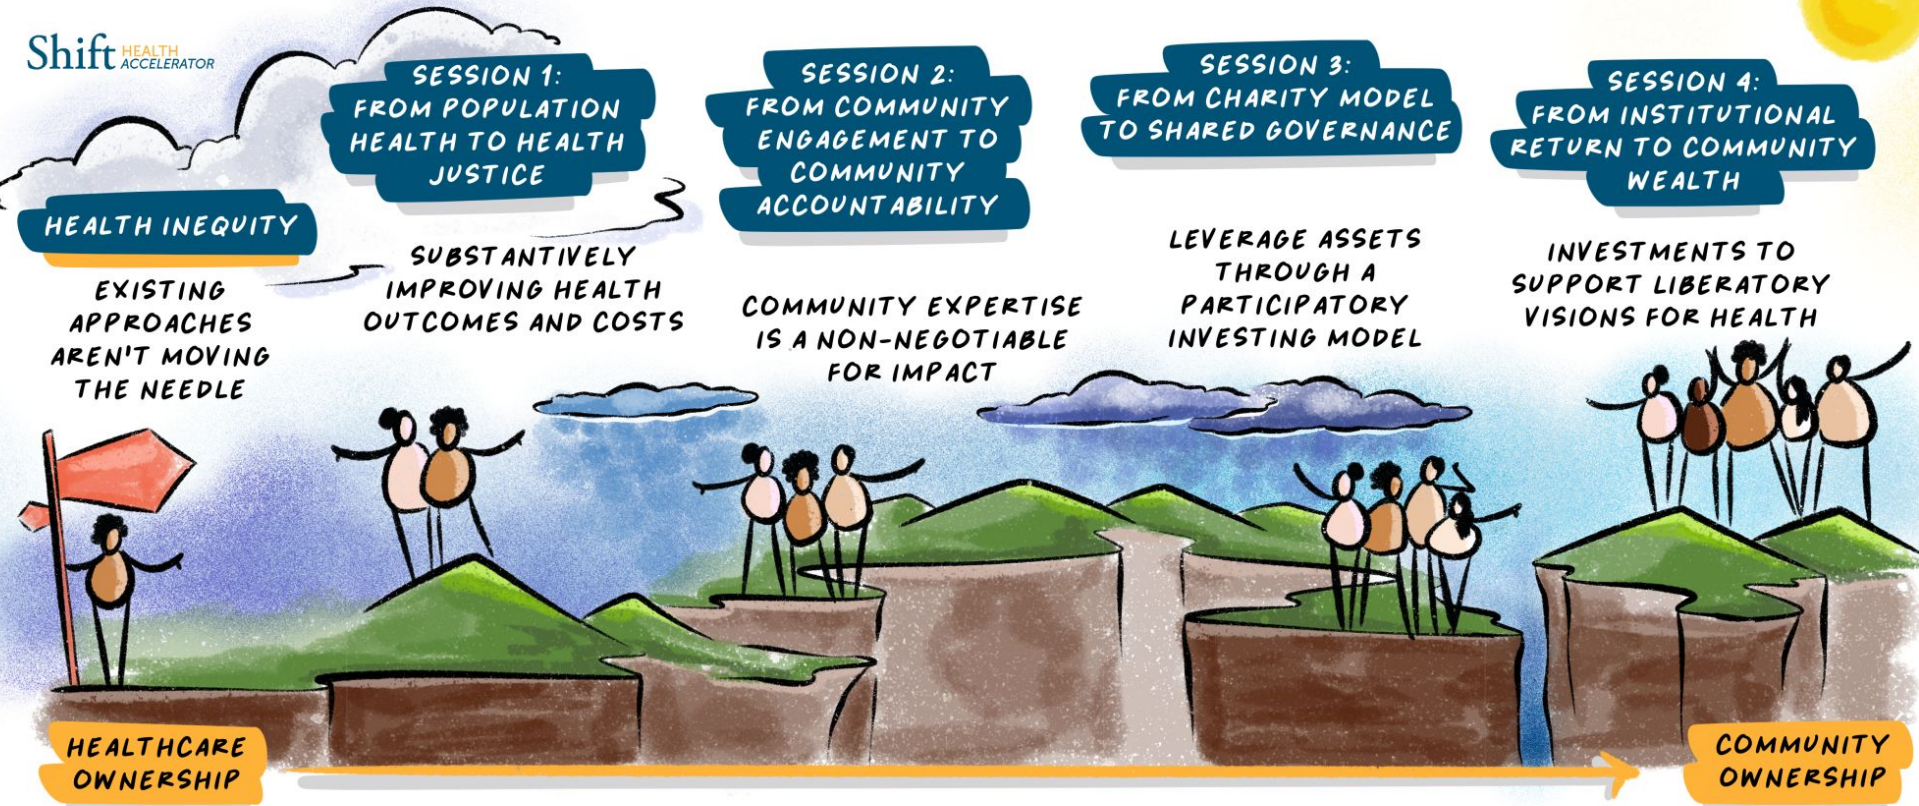 Shift HEALTH
ACCELERATOR
HEALTH INEQUITY
EXISTING
APPROACHES
AREN'T MOVING
THE NEEDLE
SESSION 1:
FROM POPULATION
HEALTH TO HEALTH
JUSTICE
SUBSTANTIVELY
IMPROVING HEALTH
OUTCOMES AND COSTS
SESSION 2:
FROM COMMUNITY
ENGAGEMENT TO
COMMUNITY
ACCOUNTABILITY
COMMUNITY EXPERTISE
IS A NON-NEGOTIABLE
FOR IMPACT
SESSION 3:
FROM CHARITY MODEL
TO SHARED GOVERNANCE
LEVERAGE ASSETS
THROUGH A
PARTICIPATORY
INVESTING MODEL
SESSION 4:
FROM INSTITUTIONAL
RETURN TO COMMUNITY
WEALTH
INVESTMENTS TO
SUPPORT LIBERATORY
VISIONS FOR HEALTH
HEALTHCARE
OWNERSHIP
COMMUNITY
OWNERSHIP